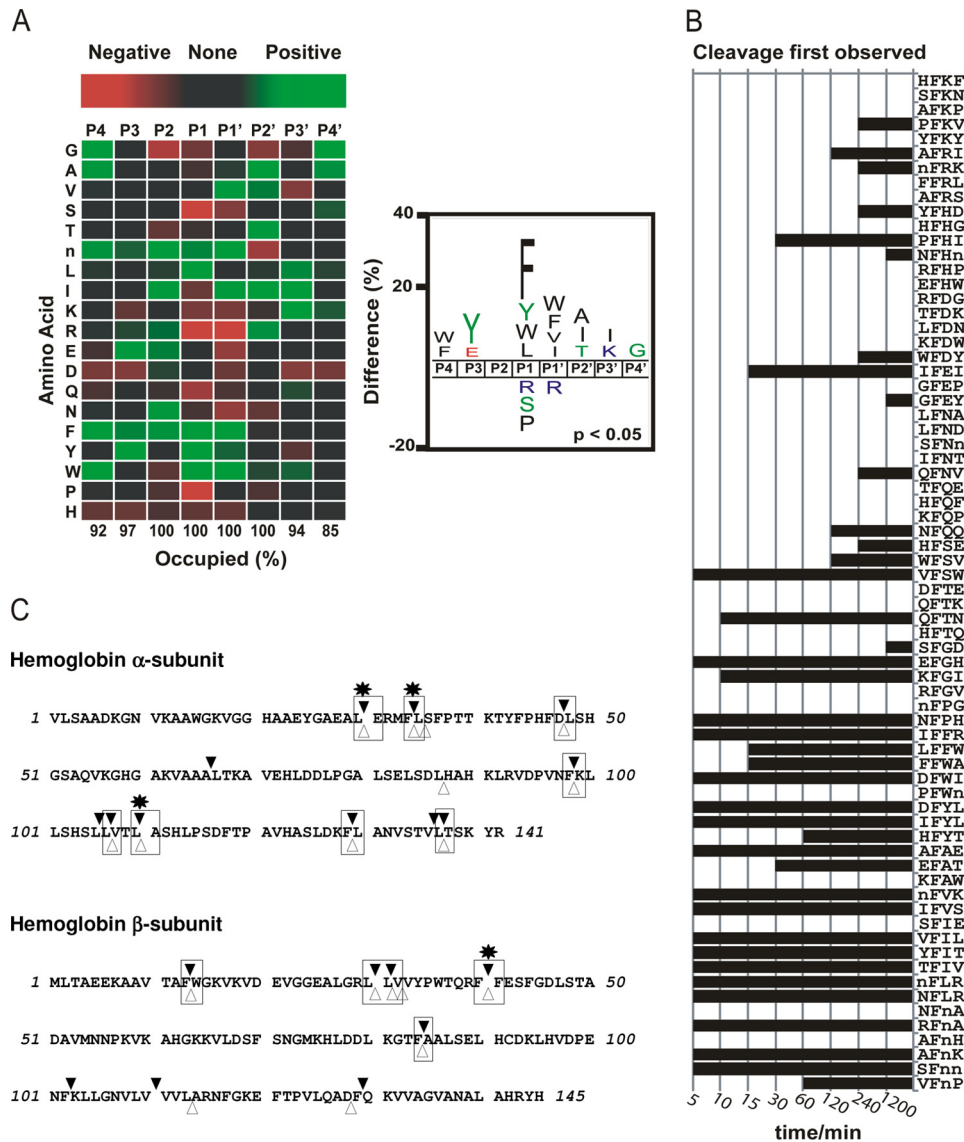 A
Negative None Positive
P4 P3 P2 P1 P1' P2' P3' P4'
Amino Acid
G
A
V
S
T
n
L
I
K
R
E
D
Q
N
F
Y
W
P
H
92 97 100 100 100 100 94 85
Occupied (%)
Difference (%)
40
20
-20
W
F
Y
E
F
Y
W
L
W
F
V
I
A
I
T
I
K
G
P4 P3 P2 P1 P1' P2' P3' P4'
R
S
P
R
p < 0.05
B
Cleavage first observed
HFKF
SFKN
AFKP
PFKV
YFKY
AFRI
nFRK
FFRL
AFRS
YFHD
HFHG
PFHI
NFHn
RFHP
EFHW
RFDG
TFDK
LFDN
KFDW
WFDY
IFEI
GFEP
GFEY
LFNA
LFND
SFNn
IFNT
QFNV
TFQE
HFQF
KFQP
NFQQ
HFSE
WFSV
VFSW
DFTE
QFTK
QFTN
HFTQ
SFGD
EFGH
KFGI
RFGV
nFPG
NFPH
IFFR
LFFW
FFWA
DFWI
PFWn
DFYL
IFYL
HFYT
AFAE
EFAT
KFAW
nFVK
IFVS
SFIE
VFIL
YFIT
TFIV
nFLR
NFLR
NFnA
RFnA
AFnH
AFnK
SFnn
VFnP
5 10 15 30 60 120 240 1200
time/min
C
Hemoglobin α-subunit
1 VLSAADKGN VKAAWGKVGG HAAEYGAEAL ERMFLSFPTT KTYFPHFDLSH 50
51 GSAQVKGHG AKVAAALTKA VEHLDDLPGA LSELSDLHAH KLRVDPVNFKL 100
101 LSHSLLVTL ASHLPSDFTP AVHASLDKFL ANVSTVLTSK YR 141
Hemoglobin β-subunit
1 MLTAEEKAAV TAFWGKVKVD EVGGEALGRL LVVYPWTQRF FESFGDLSTA 50
51 DAVMNNPKVK AHGKKVLDSF SNGMKHLDD LKGTFAALSEL HCDKLHVDPE 100
101 NFKLLGNVLV VVLARNFGKE FTPVLQADFQ KVVAGVANAL AHRYH 145